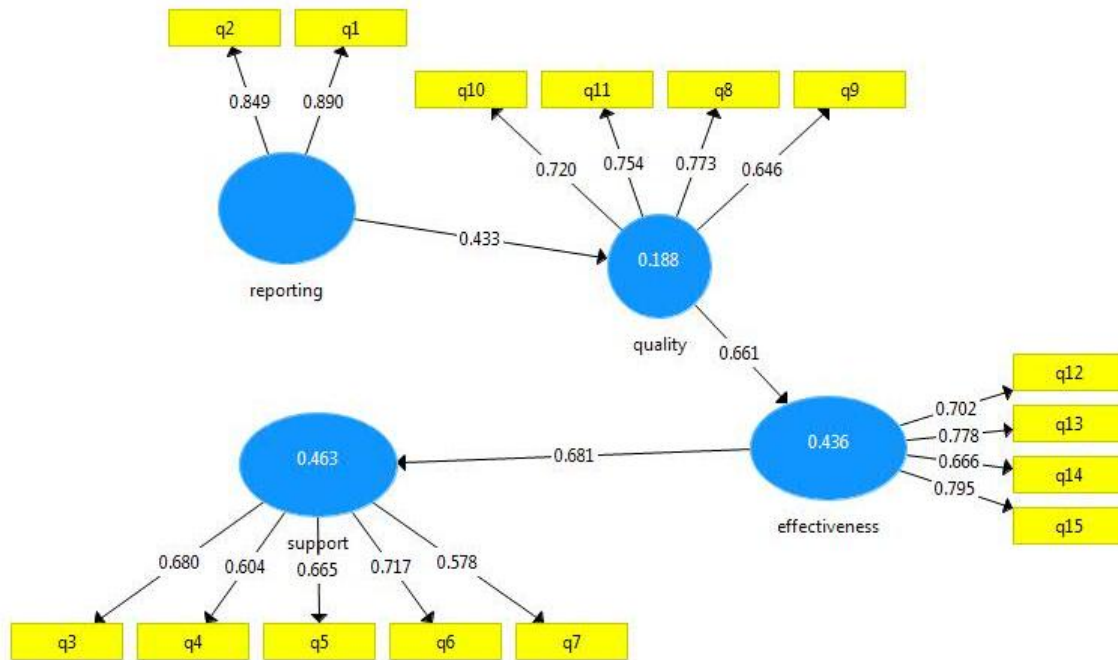 q2
q1
0.849
0.890
q10
q11
q8
q9
0.720
0.754
0.773
0.646
reporting
0.433
0.188
quality
0.661
q12
q13
q14
q15
0.702
0.778
0.666
0.795
0.436
effectiveness
0.681
0.463
support
0.680
0.604
0.665
0.717
0.578
q3
q4
q5
q6
q7